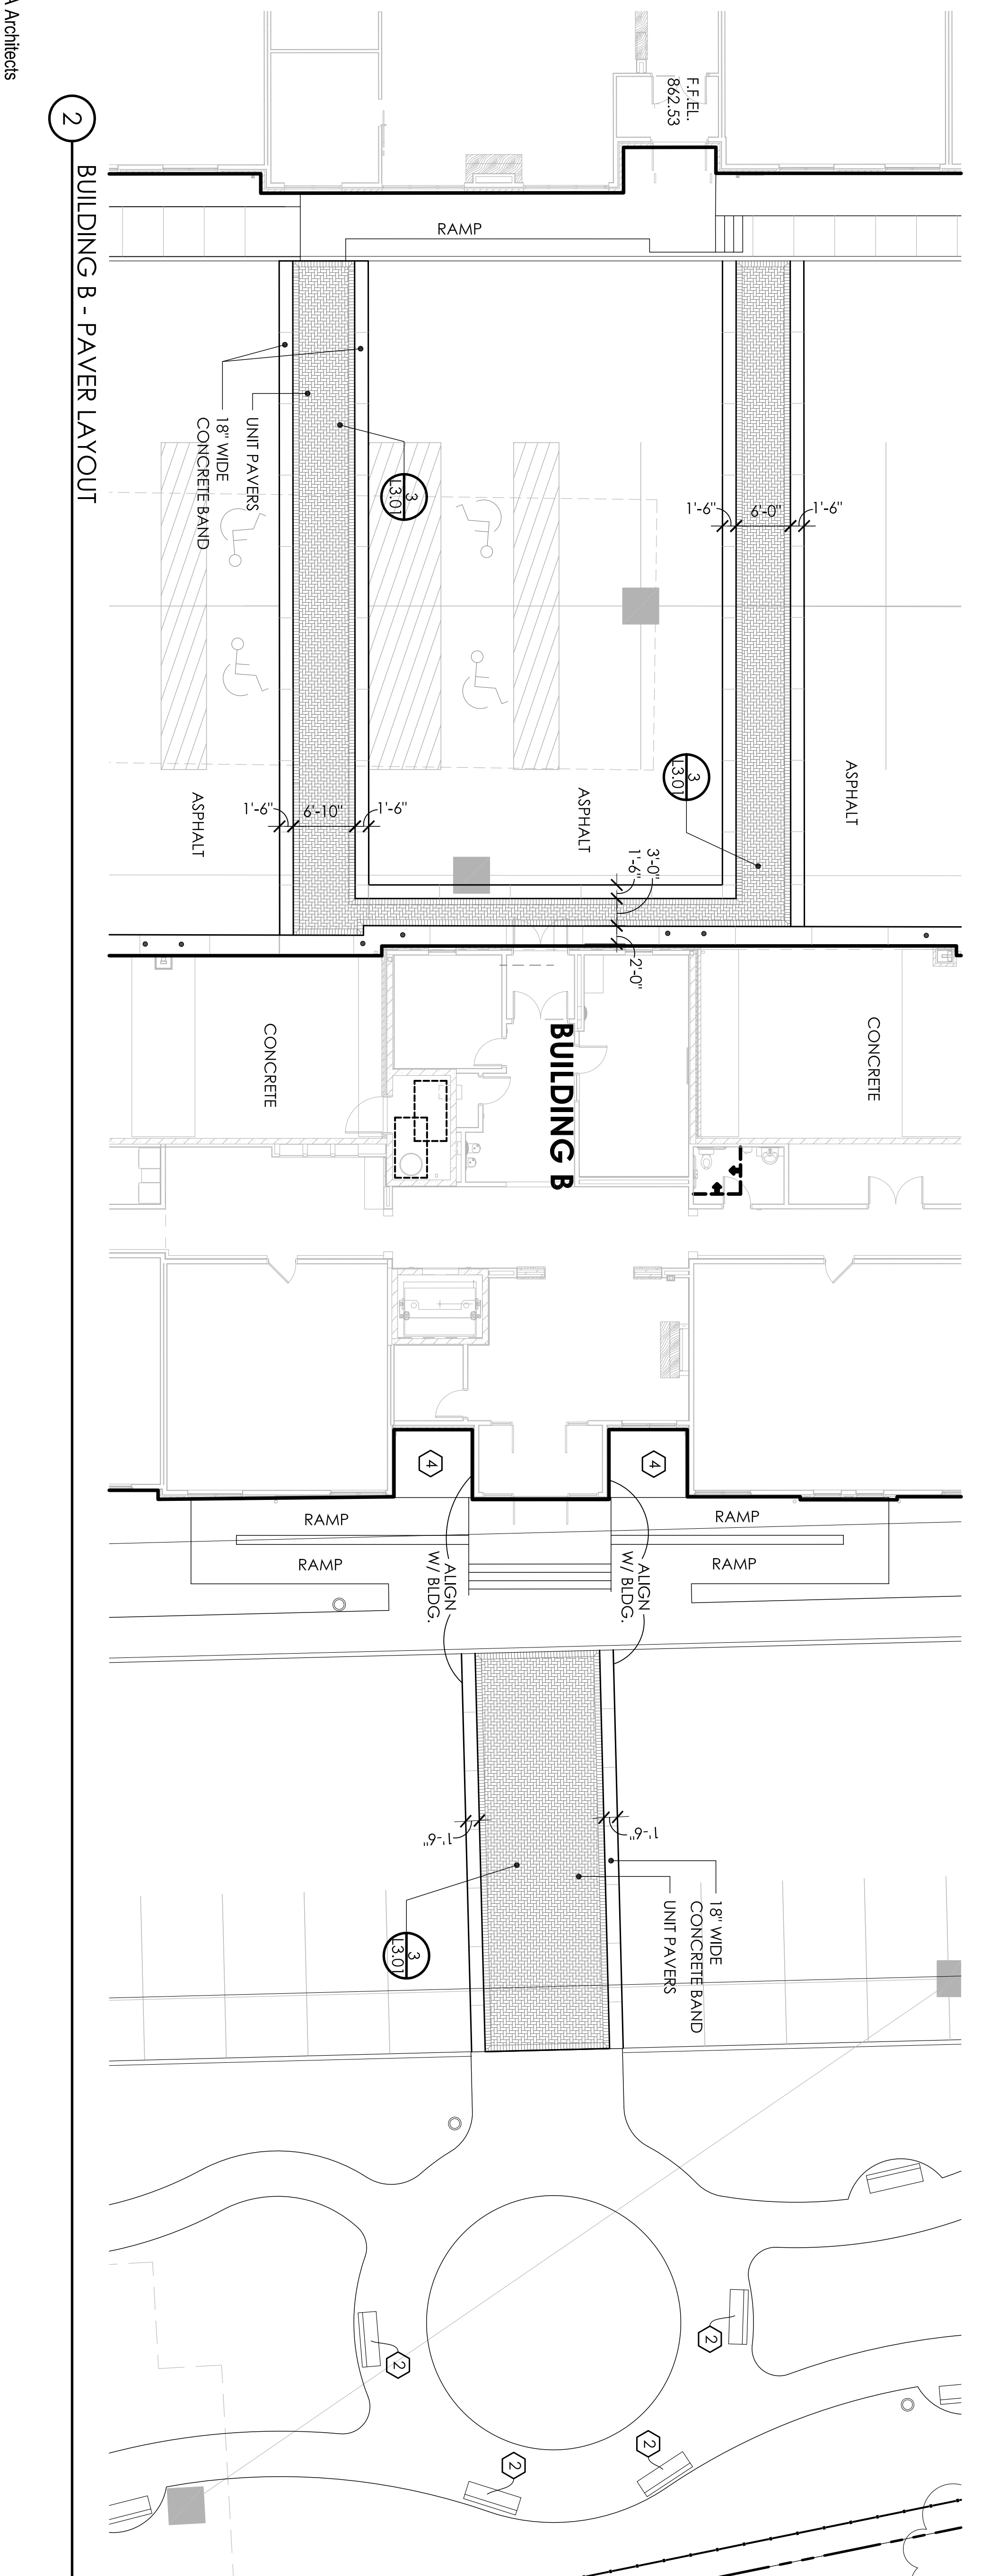 A Architects
2
BUILDING B - PAVER LAYOUT
F.F.EL.
862.53
RAMP
UNIT PAVERS
18" WIDE
CONCRETE BAND
3
L3.01
1'-6"
6'-0"
1'-6"
ASPHALT
ASPHALT
ASPHALT
3
L3.01
1'-6"
6'-10"
1'-6"
3'-0"
1'-6"
2'-0"
CONCRETE
CONCRETE
BUILDING B
4
4
RAMP
RAMP
RAMP
RAMP
ALIGN
W/ BLDG.
ALIGN
W/ BLDG.
1'-6"
1'-6"
18" WIDE
CONCRETE BAND
UNIT PAVERS
3
L3.01
2
2
2
2